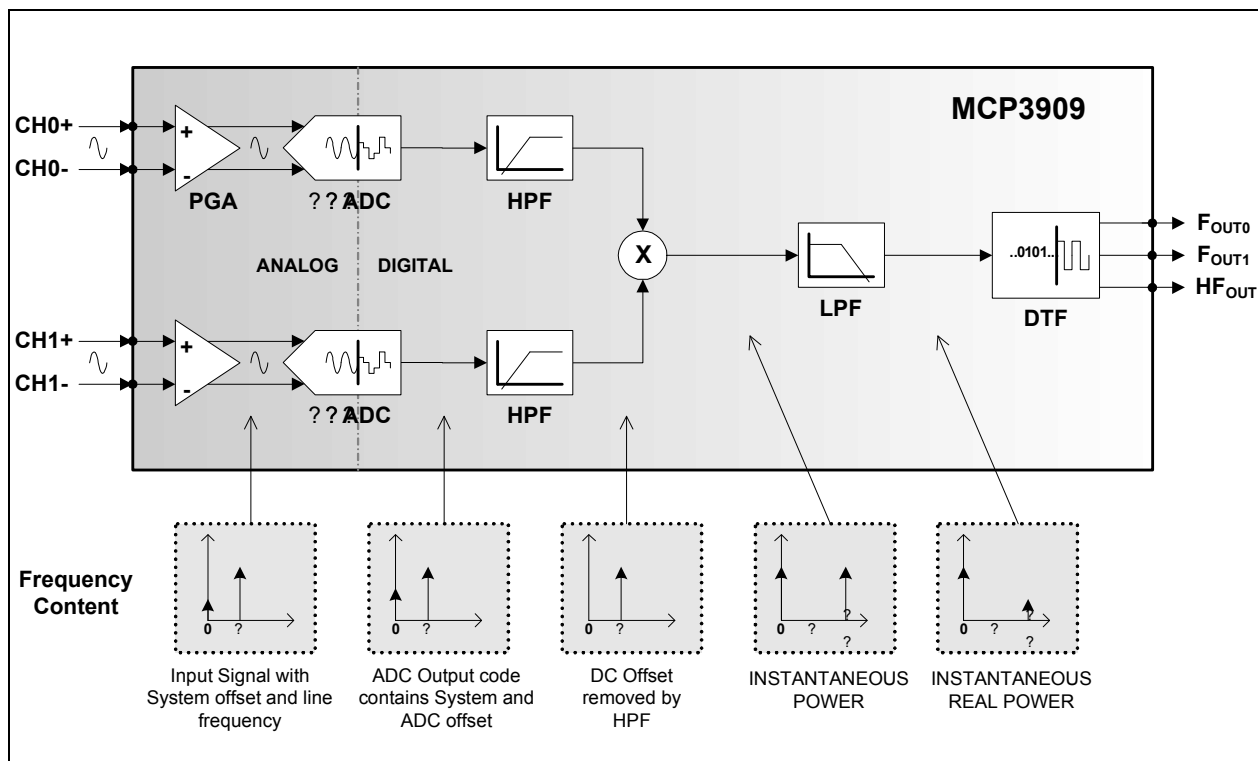 MCP3909
CH0+
CH0-
+
-
PGA
? ? ? ADC
HPF
ANALOG
DIGITAL
X
LPF
..0101..
DTF
FOUT0
FOUT1
HFOUT
CH1+
CH1-
+
-
? ? ? ADC
HPF
Frequency
Content
0
?
0
?
0
?
0
?
?
?
0
?
?
?
Input Signal with
System offset and line
frequency
ADC Output code
contains System and
ADC offset
DC Offset
removed by
HPF
INSTANTANEOUS
POWER
INSTANTANEOUS
REAL POWER